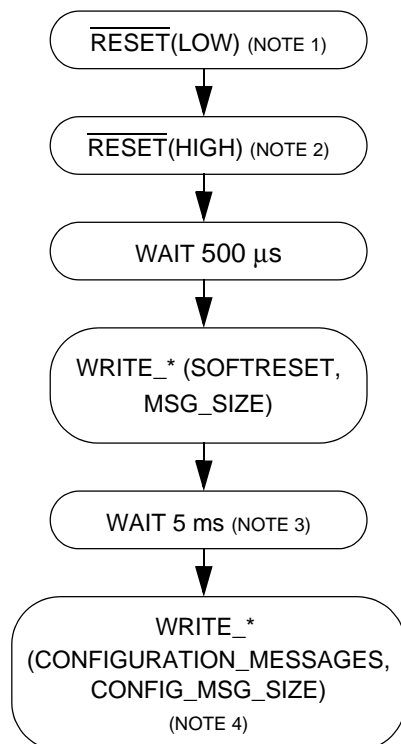 RESET(LOW) (NOTE 1)
RESET(HIGH) (NOTE 2)
WAIT 500 μs
WRITE_* (SOFTRESET,
MSG_SIZE)
WAIT 5 ms (NOTE 3)
WRITE_*
(CONFIGURATION_MESSAGES,
CONFIG_MSG_SIZE)
(NOTE 4)